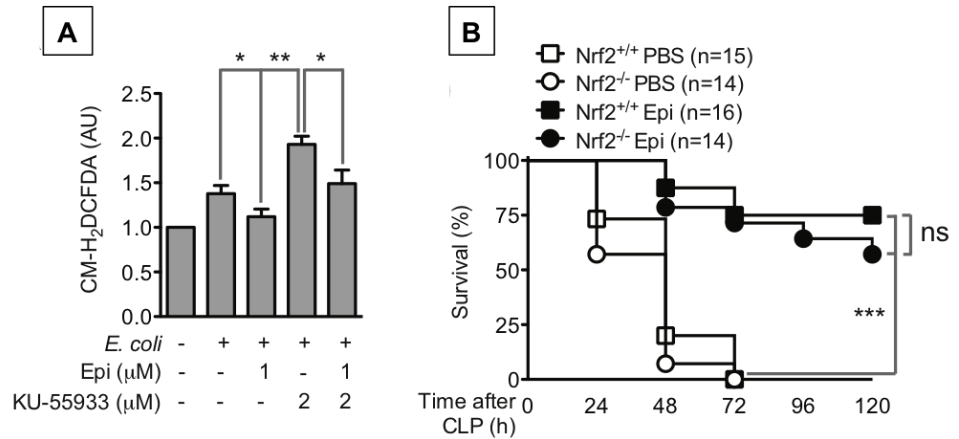 A
* ** *
CM-H₂DCFDA (AU)
2.5
2.0
1.5
1.0
0.5
0.0
E. coli - + + + +
Epi (μM) - - 1 - 1
KU-55933 (μM) - - - 2 2
B
Nrf2+/+ PBS (n=15)
Nrf2-/- PBS (n=14)
Nrf2+/+ Epi (n=16)
Nrf2-/- Epi (n=14)
Survival (%)
100
75
50
25
0
ns
***
Time after CLP (h)
0 24 48 72 96 120